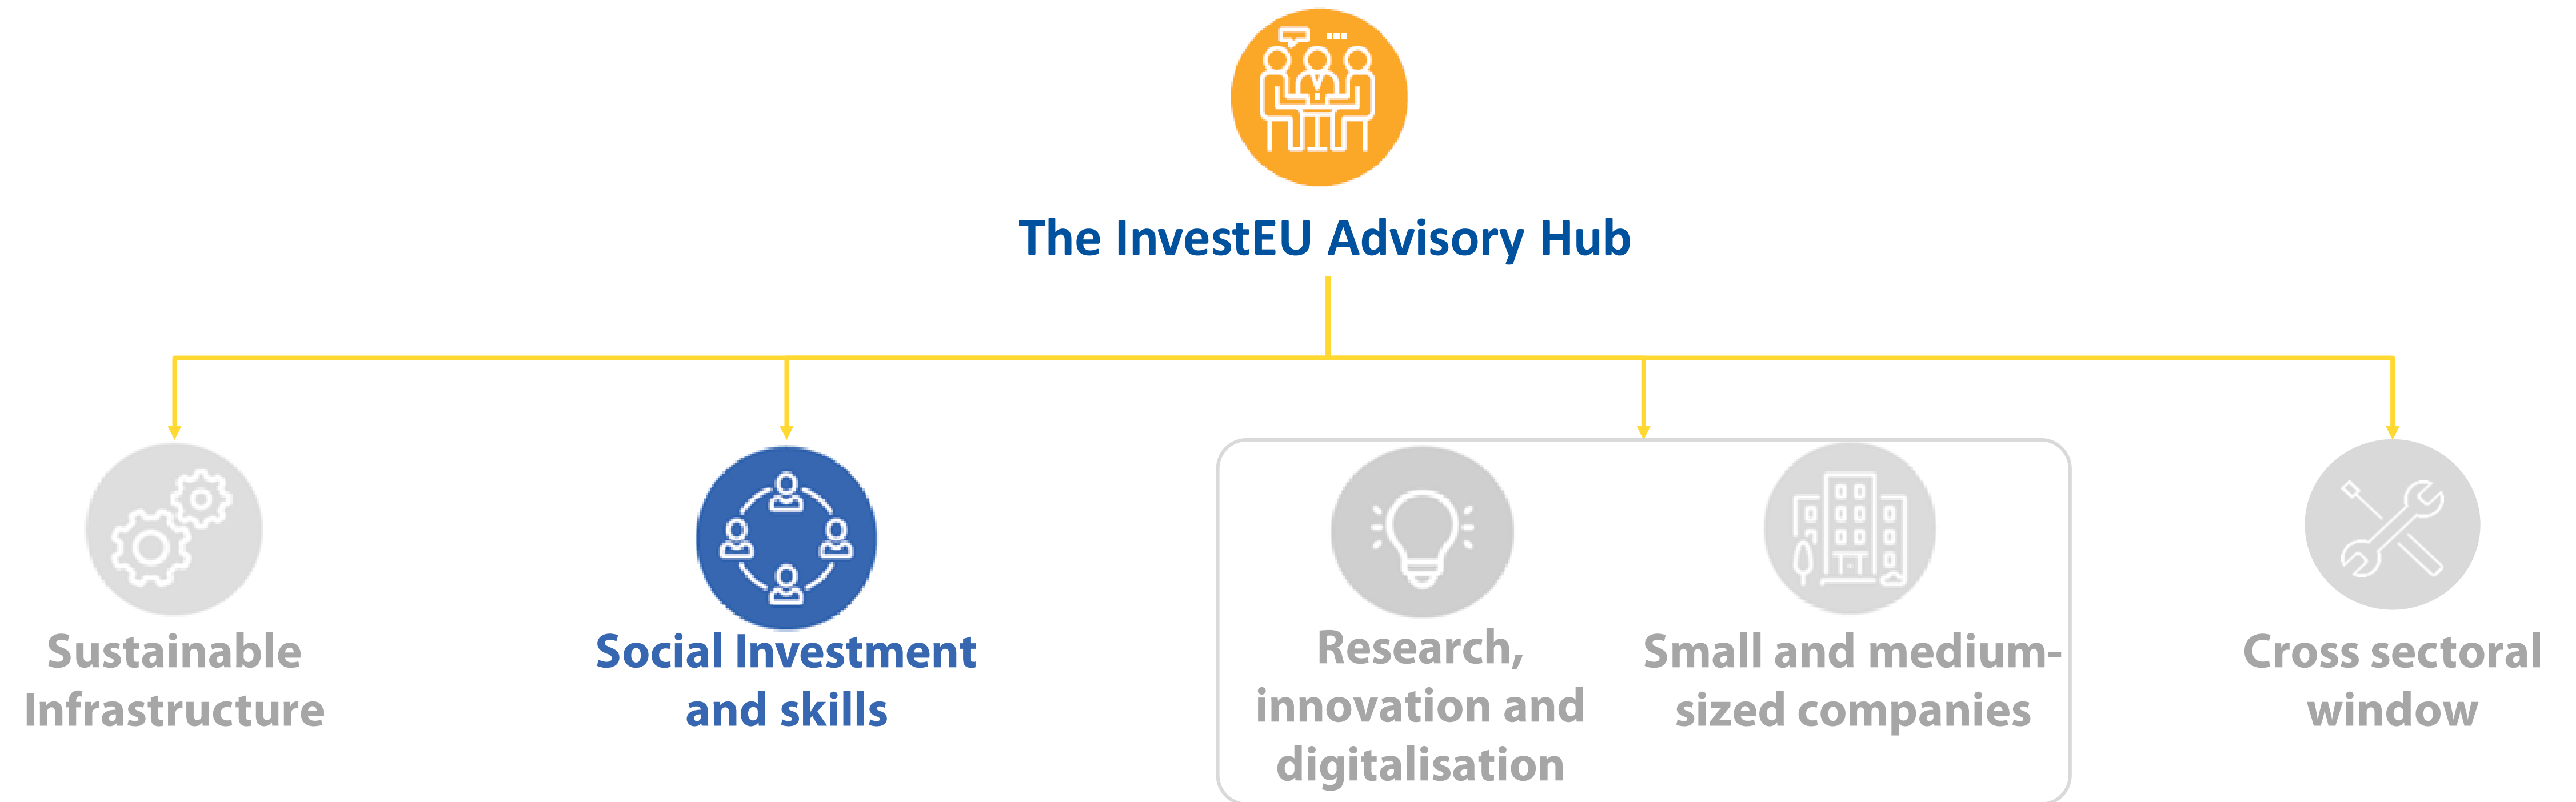 The InvestEU Advisory Hub
Sustainable
Infrastructure
Social Investment
and skills
Research,
innovation and
digitalisation
Small and medium-
sized companies
Cross sectoral
window